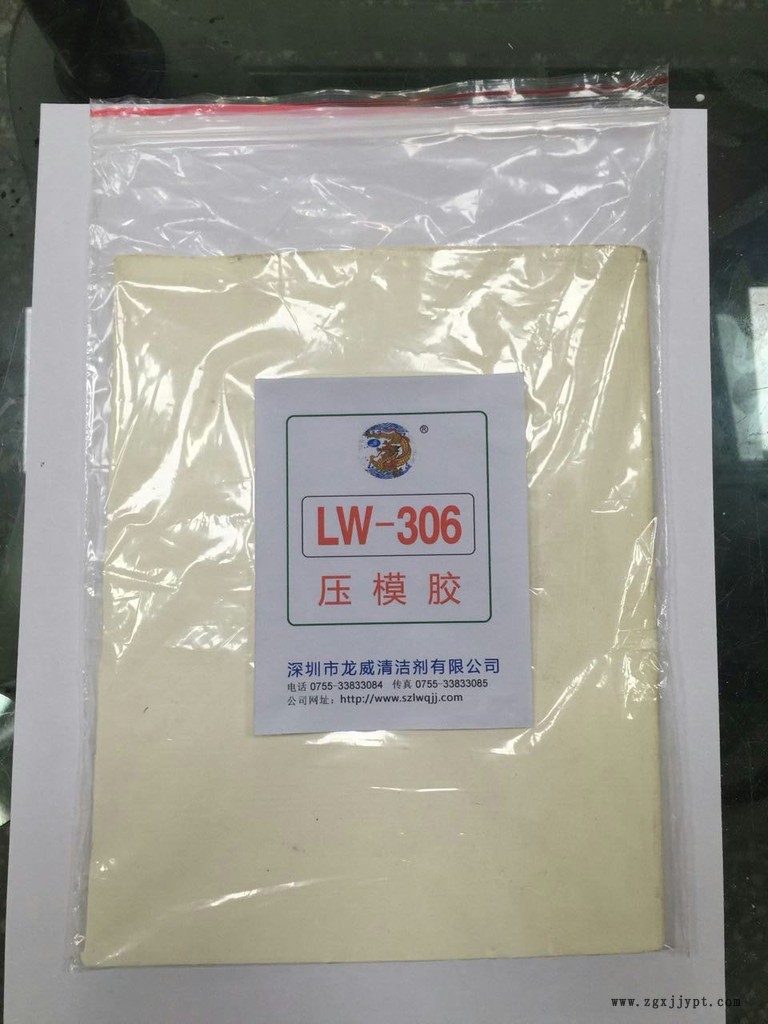 ®
LW-306
压模胶
深圳市龙威清洁剂有限公司
电话 0755-33833084 传真 0755-33833085
公司网址：http://www.szlwqjj.com
www.zgxjjypt.com